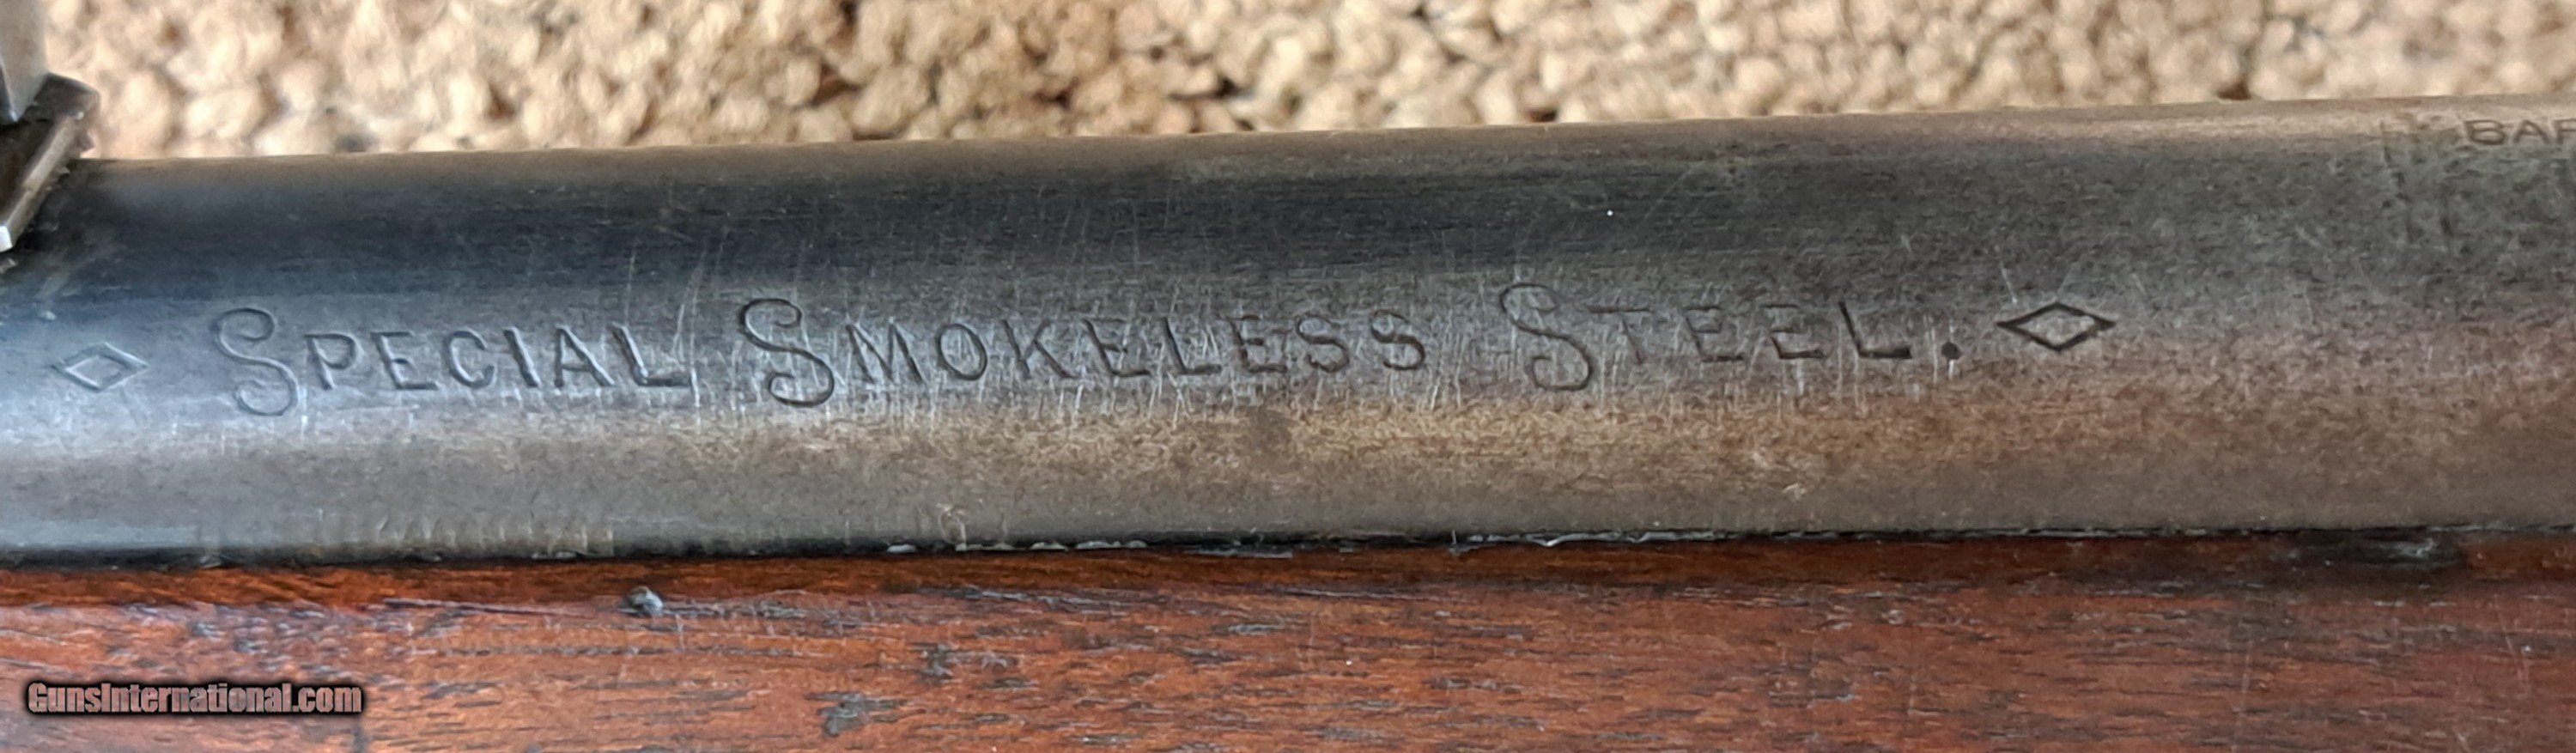 Special Smokeless Steel.
GunsInternational.com